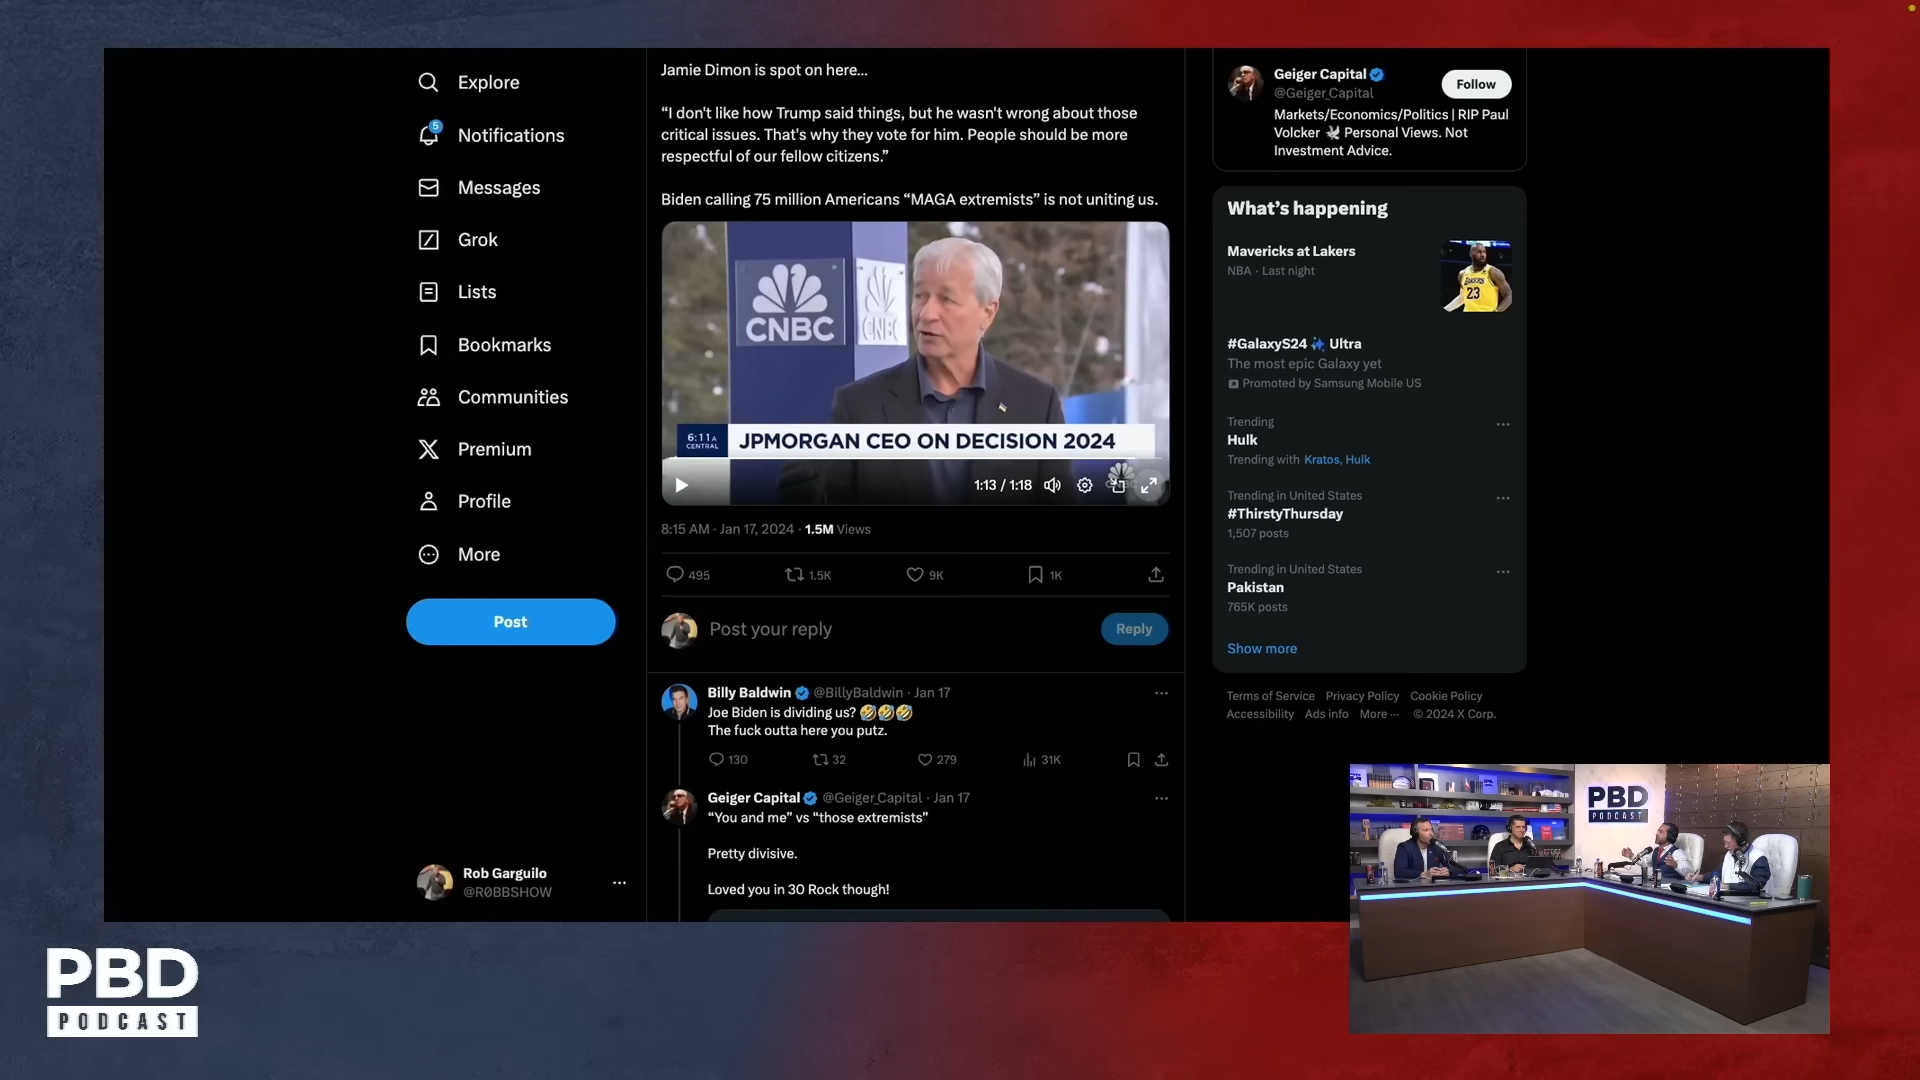 Explore
5
Notifications
Messages
Grok
Lists
Bookmarks
Communities
Premium
Profile
More
Post
Rob Garguilo
@RØBBSHOW
Jamie Dimon is spot on here...
“I don't like how Trump said things, but he wasn't wrong about those
critical issues. That's why they vote for him. People should be more
respectful of our fellow citizens.”
Biden calling 75 million Americans “MAGA extremists” is not uniting us.
CNBC
CNBC
6:11A
CENTRAL
JPMORGAN CEO ON DECISION 2024
1:13 / 1:18
8:15 AM · Jan 17, 2024 · 1.5M Views
495
1.5K
9K
1K
Post your reply
Reply
Billy Baldwin @BillyBaldwin · Jan 17
Joe Biden is dividing us? 🤣🤣🤣
The fuck outta here you putz.
130
32
279
31K
Geiger Capital @Geiger_Capital · Jan 17
“You and me” vs “those extremists”
Pretty divisive.
Loved you in 30 Rock though!
Geiger Capital
@Geiger_Capital
Follow
Markets/Economics/Politics | RIP Paul
Volcker 🕊 Personal Views. Not
Investment Advice.
What’s happening
Mavericks at Lakers
NBA · Last night
LAKERS
23
#GalaxyS24 Ultra
The most epic Galaxy yet
Promoted by Samsung Mobile US
Trending
Hulk
Trending with Kratos, Hulk
Trending in United States
#ThirstyThursday
1,507 posts
Trending in United States
Pakistan
765K posts
Show more
Terms of Service Privacy Policy Cookie Policy
Accessibility Ads info More ··· © 2024 X Corp.
PBD
PODCAST
PBD
PODCAST